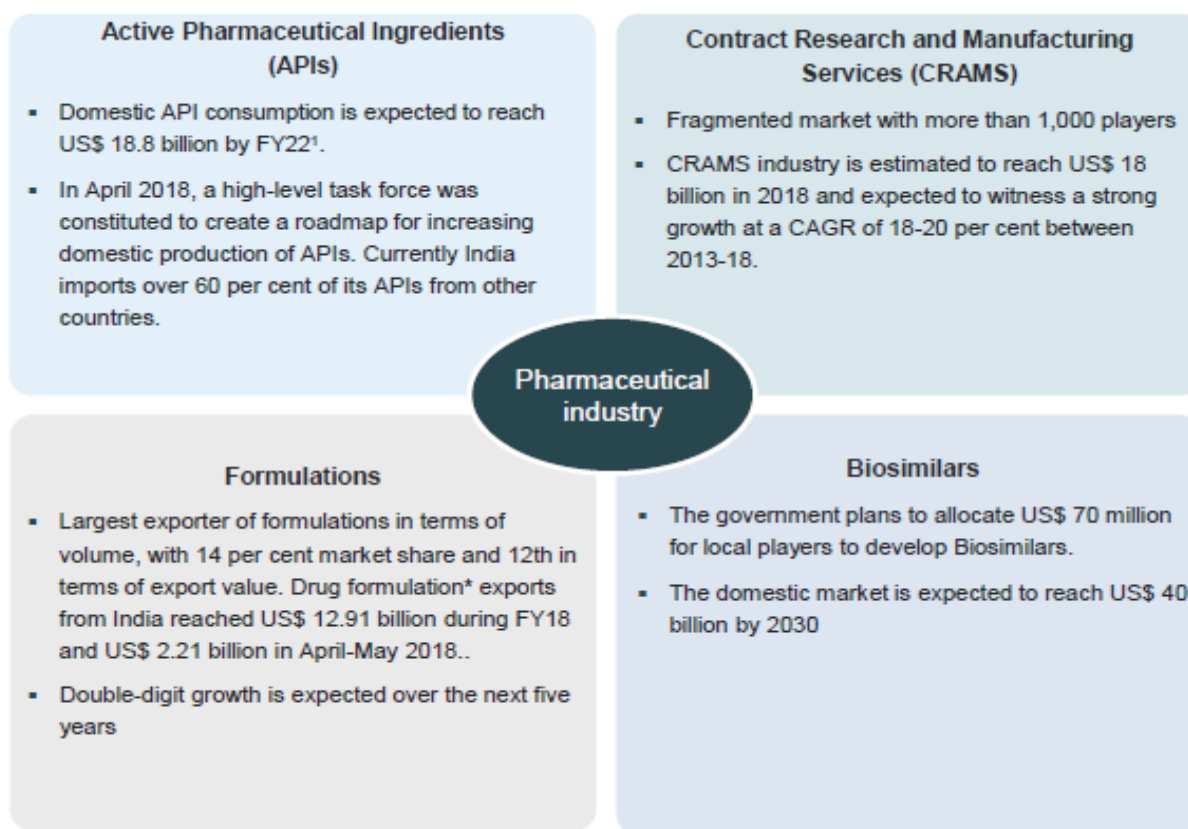 Active Pharmaceutical Ingredients
(APIs)
▪ Domestic API consumption is expected to reach
US$ 18.8 billion by FY22¹.
▪ In April 2018, a high-level task force was
constituted to create a roadmap for increasing
domestic production of APIs. Currently India
imports over 60 per cent of its APIs from other
countries.
Contract Research and Manufacturing
Services (CRAMS)
▪ Fragmented market with more than 1,000 players
▪ CRAMS industry is estimated to reach US$ 18
billion in 2018 and expected to witness a strong
growth at a CAGR of 18-20 per cent between
2013-18.
Pharmaceutical
industry
Formulations
▪ Largest exporter of formulations in terms of
volume, with 14 per cent market share and 12th in
terms of export value. Drug formulation* exports
from India reached US$ 12.91 billion during FY18
and US$ 2.21 billion in April-May 2018..
▪ Double-digit growth is expected over the next five
years
Biosimilars
▪ The government plans to allocate US$ 70 million
for local players to develop Biosimilars.
▪ The domestic market is expected to reach US$ 40
billion by 2030